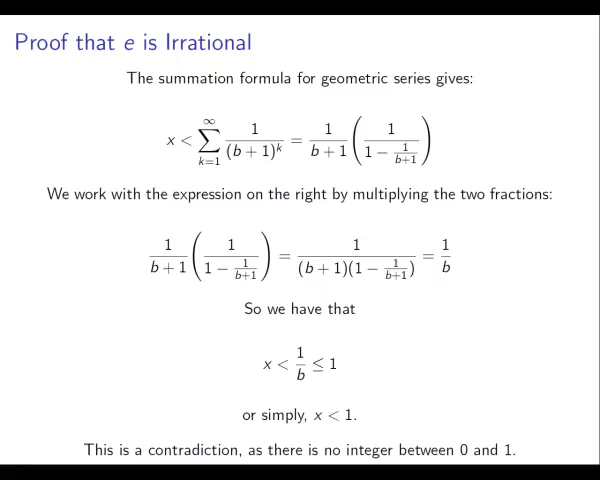 Proof that e is Irrational
The summation formula for geometric series gives:
x < ∑_{k=1}^{∞} 1/(b + 1)^k = 1/(b + 1) (1/(1 − 1/(b+1)))
We work with the expression on the right by multiplying the two fractions:
1/(b + 1) (1/(1 − 1/(b+1))) = 1/((b + 1)(1 − 1/(b+1))) = 1/b
So we have that
x < 1/b ≤ 1
or simply, x < 1.
This is a contradiction, as there is no integer between 0 and 1.